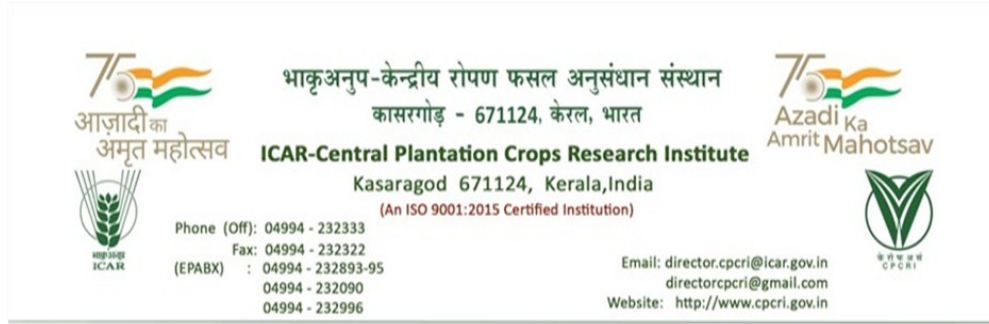 75
आज़ादी का
अमृत महोत्सव
भाकृअनुप-केन्द्रीय रोपण फसल अनुसंधान संस्थान
कासरगोड़ - 671124, केरल, भारत
ICAR-Central Plantation Crops Research Institute
Kasaragod 671124, Kerala,India
(An ISO 9001:2015 Certified Institution)
75
Azadi Ka
Amrit Mahotsav
भाकृअनुप
ICAR
Phone (Off): 04994 - 232333
Fax: 04994 - 232322
(EPABX) : 04994 - 232893-95
04994 - 232090
04994 - 232996
Email: director.cpcri@icar.gov.in
directorcpcri@gmail.com
Website: http://www.cpcri.gov.in
के रो फ अ सं
CPCRI